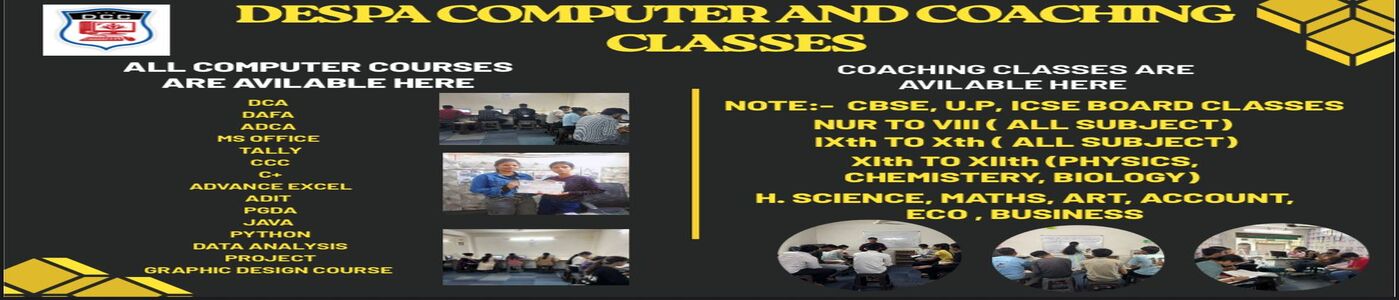 DCC
DESPA COMPUTER AND COACHING
CLASSES
ALL COMPUTER COURSES
ARE AVILABLE HERE
DCA
DAFA
ADCA
MS OFFICE
TALLY
CCC
C+
ADVANCE EXCEL
ADIT
PGDA
JAVA
PYTHON
DATA ANALYSIS
PROJECT
GRAPHIC DESIGN COURSE
COACHING CLASSES ARE
AVILABLE HERE
NOTE:- CBSE, U.P, ICSE BOARD CLASSES
NUR TO VIII ( ALL SUBJECT)
IXth TO Xth ( ALL SUBJECT)
XIth TO XIIth (PHYSICS,
CHEMISTERY, BIOLOGY)
H. SCIENCE, MATHS, ART, ACCOUNT,
ECO , BUSINESS